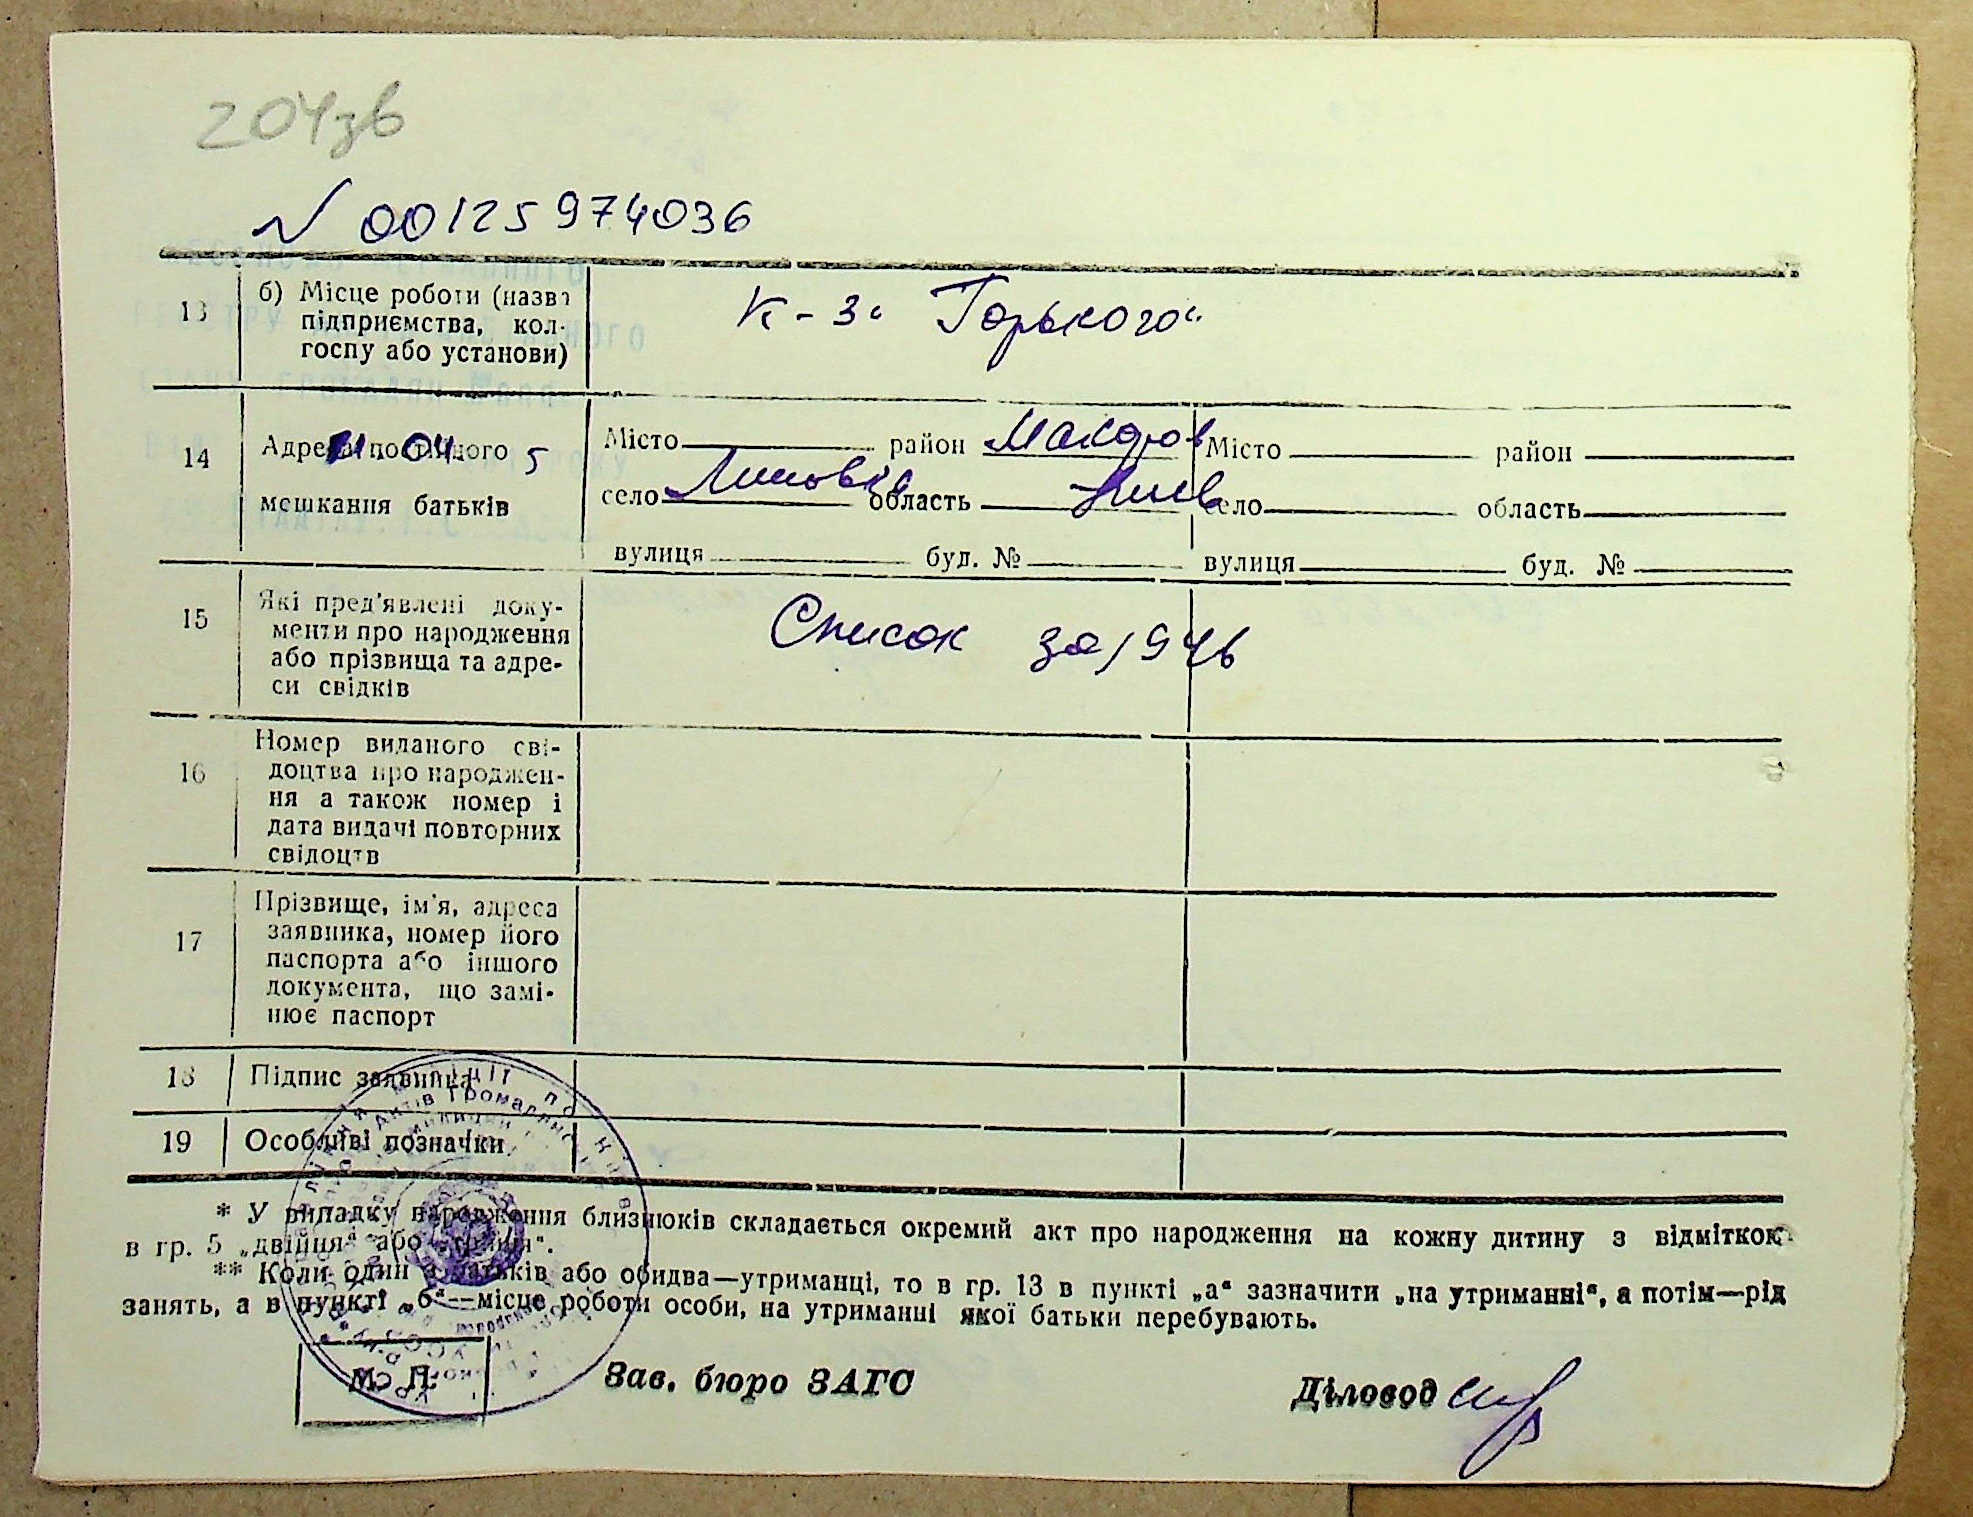 204зв
N 00125974036
13
б) Місце роботи (назва
підприємства, кол-
госпу або установи)
К-з „Горького“
14
Адреса постійного
мешкання батьків
11.04. 5
Місто район Макаров
село Липовка область Киев
вулиця буд. №
Місто район
село область
вулиця буд. №
15
Які пред'явлені доку-
менти про народження
або прізвища та адре-
си свідків
Список за 1946
16
Номер виданого сві-
доцтва про народжен-
ня а також номер і
дата видачі повторних
свідоцтв
17
Прізвище, ім'я, адреса
заявника, номер його
паспорта або іншого
документа, що замі-
нює паспорт
18
Підпис заявника
19
Особливі позначки
* У випадку народження близнюків складається окремий акт про народження на кожну дитину з відміткою
в гр. 5 „двійня“ або „трійня“.
** Коли один з батьків або обидва—утриманці, то в гр. 13 в пункті „а“ зазначити „на утриманні“, а потім—рід
занять, а в пункті „б“—місце роботи особи, на утриманні якої батьки перебувають.
М. П.
Зав. бюро ЗАГС
Діловод